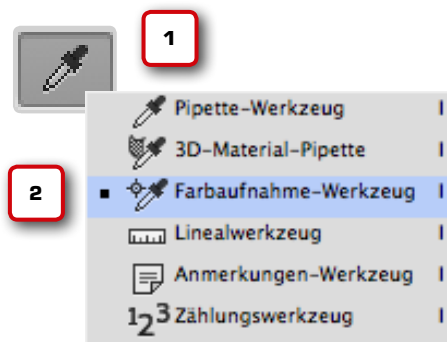 1
Pipette-Werkzeug I
3D-Material-Pipette I
2
Farbaufnahme-Werkzeug I
Linealwerkzeug I
Anmerkungen-Werkzeug I
123 Zählungswerkzeug I